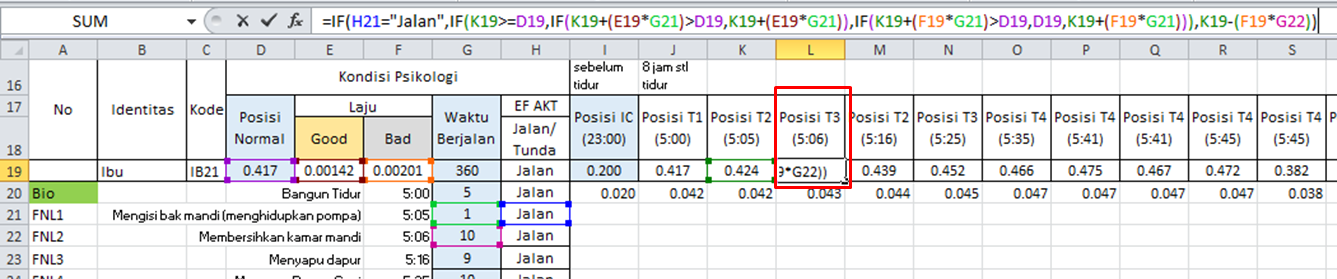 SUM =IF(H21="Jalan",IF(K19>=D19,IF(K19+(E19*G21)>D19,K19+(E19*G21)),IF(K19+(F19*G21)>D19,D19,K19+(F19*G21))),K19-(F19*G22))
A B C D E F G H I J K L M N O P Q R S
16 Kondisi Psikologi sebelum tidur 8 jam stl tidur
17 No Identitas Kode Posisi Normal Laju Waktu Berjalan EF AKT Posisi IC (23:00) Posisi T1 (5:00) Posisi T2 (5:05) Posisi T3 (5:06) Posisi T2 (5:16) Posisi T3 (5:25) Posisi T4 (5:35) Posisi T4 (5:41) Posisi T4 (5:41) Posisi T4 (5:45) Posisi T4 (5:45)
18 Good Bad Jalan/ Tunda
19 Ibu IB21 0.417 0.00142 0.00201 360 Jalan 0.200 0.417 0.424 9*G22)) 0.439 0.452 0.466 0.475 0.467 0.472 0.382
20 Bio Bangun Tidur 5:00 5 Jalan 0.020 0.042 0.042 0.043 0.044 0.045 0.047 0.047 0.047 0.047 0.038
21 FNL1 Mengisi bak mandi (menghidupkan pompa) 5:05 1 Jalan
22 FNL2 Membersihkan kamar mandi 5:06 10 Jalan
23 FNL3 Menyapu dapur 5:16 9 Jalan